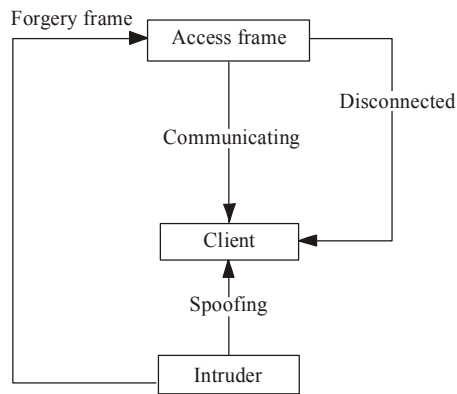 Forgery frame
Access frame
Disconnected
Communicating
Client
Spoofing
Intruder